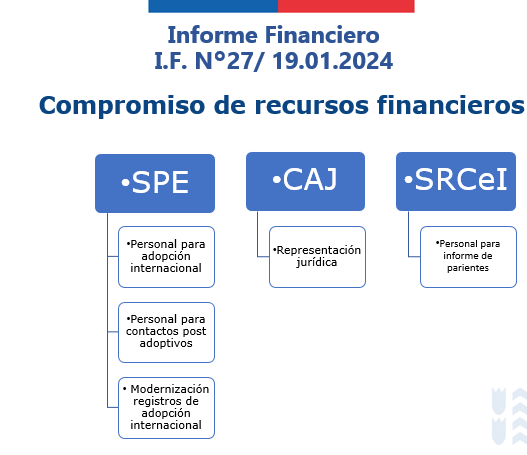 Informe Financiero
I.F. N°27/ 19.01.2024
Compromiso de recursos financieros
•SPE
•Personal para
adopción
internacional
•Personal para
contactos post
adoptivos
• Modernización
registros de
adopción
internacional
•CAJ
•Representación
jurídica
•SRCeI
•Personal para
informe de
parientes